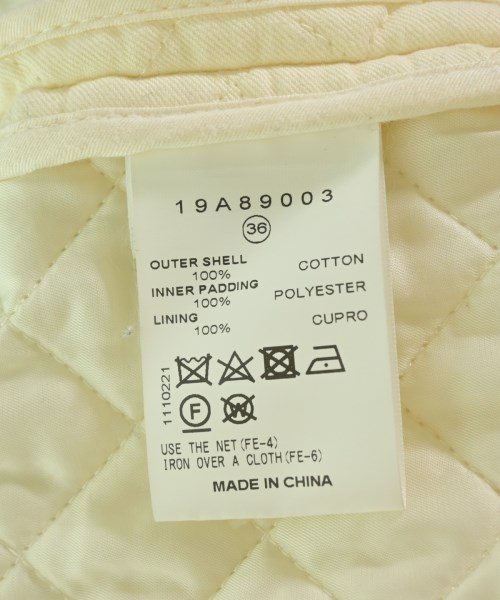 19A89003
36
OUTER SHELL
100% COTTON
INNER PADDING
100% POLYESTER
LINING
100% CUPRO
1110221
F W
USE THE NET(FE-4)
IRON OVER A CLOTH(FE-6)
MADE IN CHINA